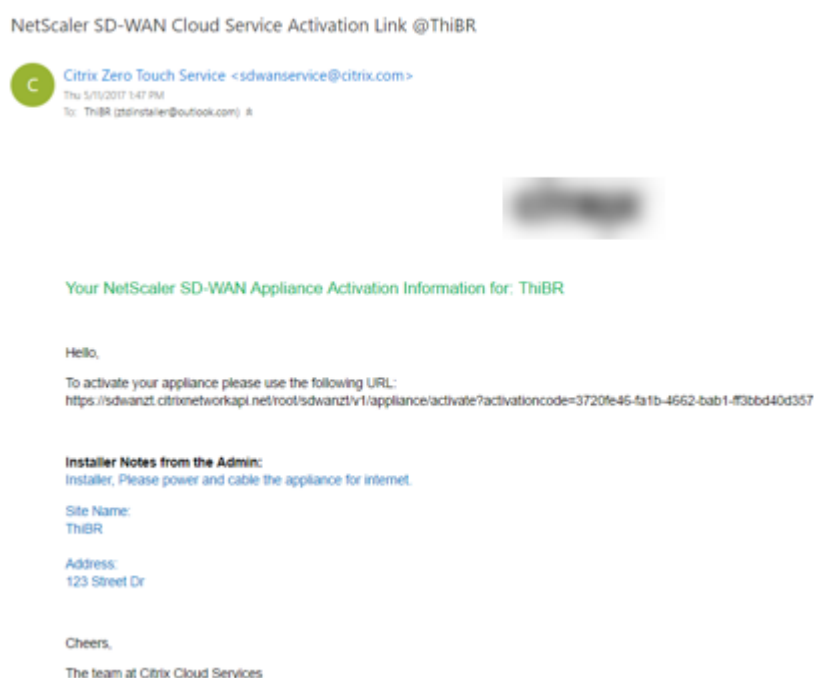 NetScaler SD-WAN Cloud Service Activation Link @ThiBR
C
Citrix Zero Touch Service <sdwanservice@citrix.com>
Thu 5/11/2017 1:47 PM
To: ThiBR (ztdinstaller@outlook.com)
Your NetScaler SD-WAN Appliance Activation Information for: ThiBR
Hello,
To activate your appliance please use the following URL:
https://sdwanzt.citrixnetworkapi.net/root/sdwanzt/v1/appliance/activate?activationcode=3720fe46-fa1b-4662-bab1-ff3bbd40d357
Installer Notes from the Admin:
Installer, Please power and cable the appliance for internet.
Site Name:
ThiBR
Address:
123 Street Dr
Cheers,
The team at Citrix Cloud Services